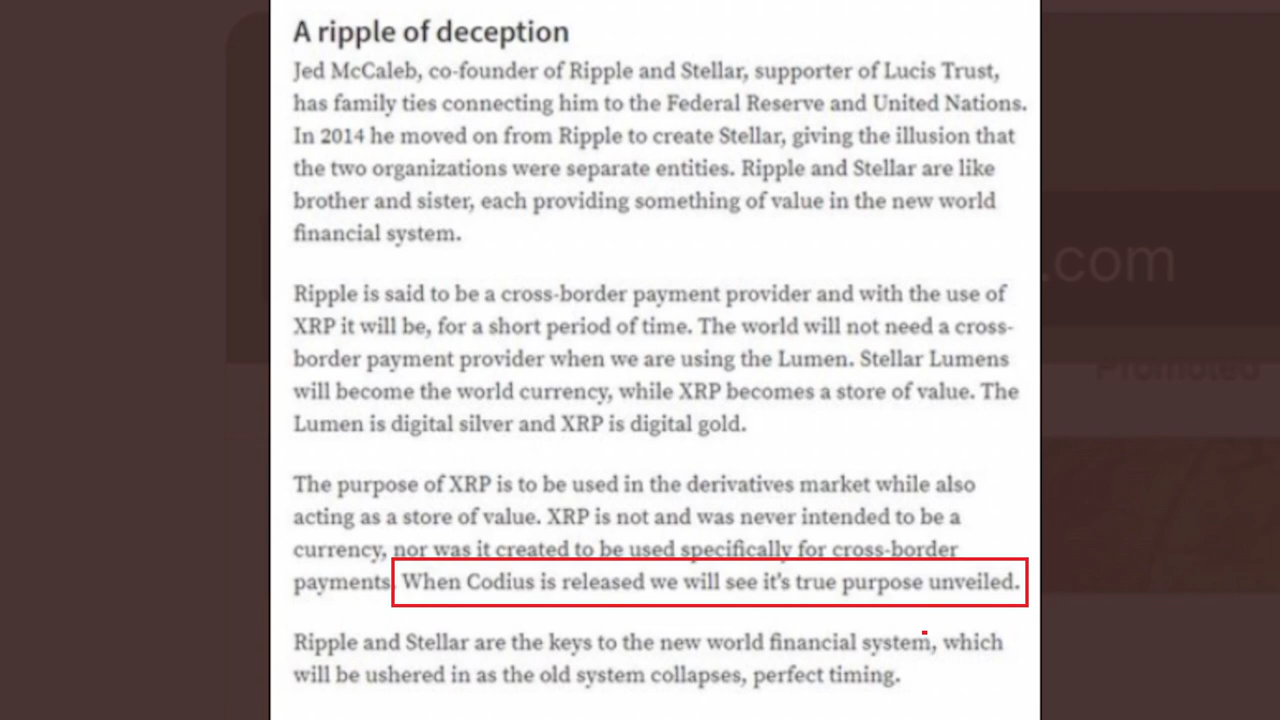 A ripple of deception
Jed McCaleb, co-founder of Ripple and Stellar, supporter of Lucis Trust,
has family ties connecting him to the Federal Reserve and United Nations.
In 2014 he moved on from Ripple to create Stellar, giving the illusion that
the two organizations were separate entities. Ripple and Stellar are like
brother and sister, each providing something of value in the new world
financial system.
Ripple is said to be a cross-border payment provider and with the use of
XRP it will be, for a short period of time. The world will not need a cross-
border payment provider when we are using the Lumen. Stellar Lumens
will become the world currency, while XRP becomes a store of value. The
Lumen is digital silver and XRP is digital gold.
The purpose of XRP is to be used in the derivatives market while also
acting as a store of value. XRP is not and was never intended to be a
currency, nor was it created to be used specifically for cross-border
payments. When Codius is released we will see it's true purpose unveiled.
Ripple and Stellar are the keys to the new world financial system, which
will be ushered in as the old system collapses, perfect timing.
.com
Promoted